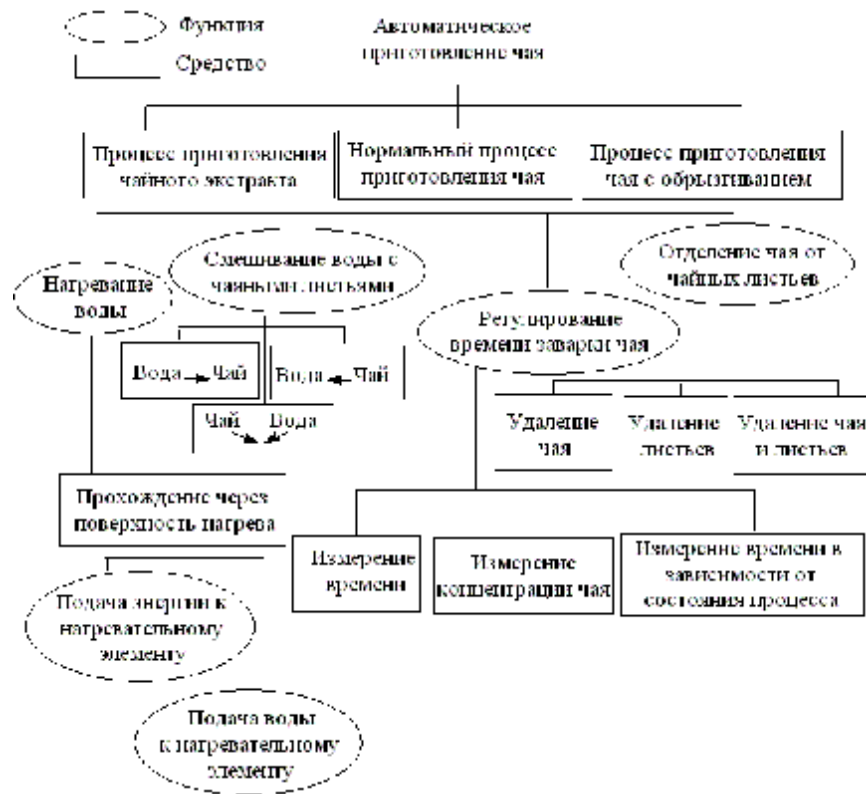 Функция
Средство
Автоматическое
приготовление чая
Процесс приготовления
чайного экстракта
Нормальный процесс
приготовления чая
Процесс приготовления
чая с обрызгиванием
Нагревание
воды
Смешивание воды с
чайными листьями
Отделение чая от
чайных листьев
Регулирование
времени заварки чая
Вода Чай
Вода Чай
Чай Вода
Удаление
чая
Удаление
листьев
Удаление чая
и листьев
Прохождение через
поверхность нагрева
Измерение
времени
Измерение
концентрации чая
Измерение времени в
зависимости от
состояния процесса
Подача энергии к
нагревательному
элементу
Подача воды
к нагревательному
элементу